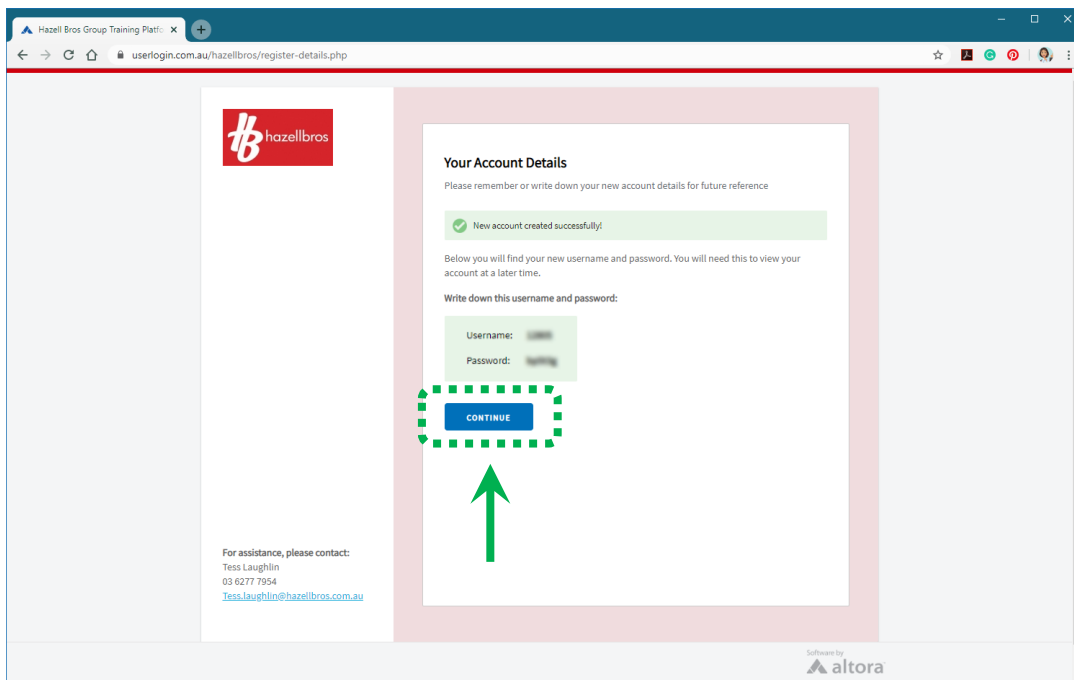 Hazell Bros Group Training Platfo
userlogin.com.au/hazellbros/register-details.php
HB hazellbros
Your Account Details
Please remember or write down your new account details for future reference
New account created successfully!
Below you will find your new username and password. You will need this to view your
account at a later time.
Write down this username and password:
Username:
Password:
CONTINUE
For assistance, please contact:
Tess Laughlin
03 6277 7954
Tess.laughlin@hazellbros.com.au
Software by
altora